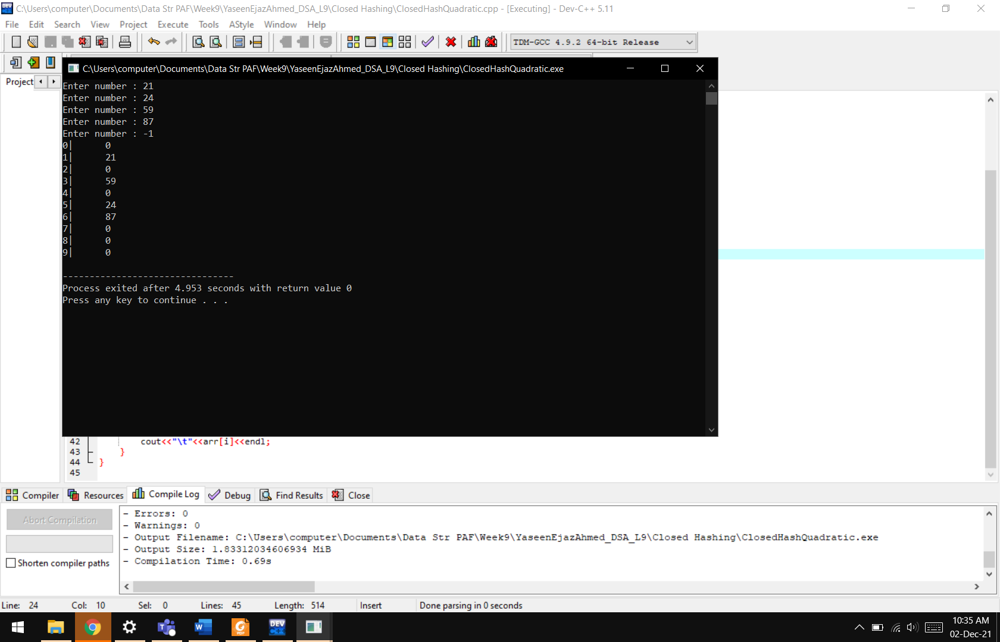 C:\Users\computer\Documents\Data Str PAF\Week9\YaseenEjazAhmed_DSA_L9\Closed Hashing\ClosedHashQuadratic.cpp - [Executing] - Dev-C++ 5.11
File Edit Search View Project Execute Tools AStyle Window Help
TDM-GCC 4.9.2 64-bit Release
Project
C:\Users\computer\Documents\Data Str PAF\Week9\YaseenEjazAhmed_DSA_L9\Closed Hashing\ClosedHashQuadratic.exe
Enter number : 21
Enter number : 24
Enter number : 59
Enter number : 87
Enter number : -1
0| 0
1| 21
2| 0
3| 59
4| 0
5| 24
6| 87
7| 0
8| 0
9| 0
--------------------------------
Process exited after 4.953 seconds with return value 0
Press any key to continue . . .
42 cout<<"\t"<<arr[i]<<endl;
43 }
44 }
45
Compiler Resources Compile Log Debug Find Results Close
Abort Compilation
Shorten compiler paths
- Errors: 0
- Warnings: 0
- Output Filename: C:\Users\computer\Documents\Data Str PAF\Week9\YaseenEjazAhmed_DSA_L9\Closed Hashing\ClosedHashQuadratic.exe
- Output Size: 1.83312034606934 MiB
- Compilation Time: 0.69s
Line: 24 Col: 10 Sel: 0 Lines: 45 Length: 514 Insert Done parsing in 0 seconds
10:35 AM
02-Dec-21